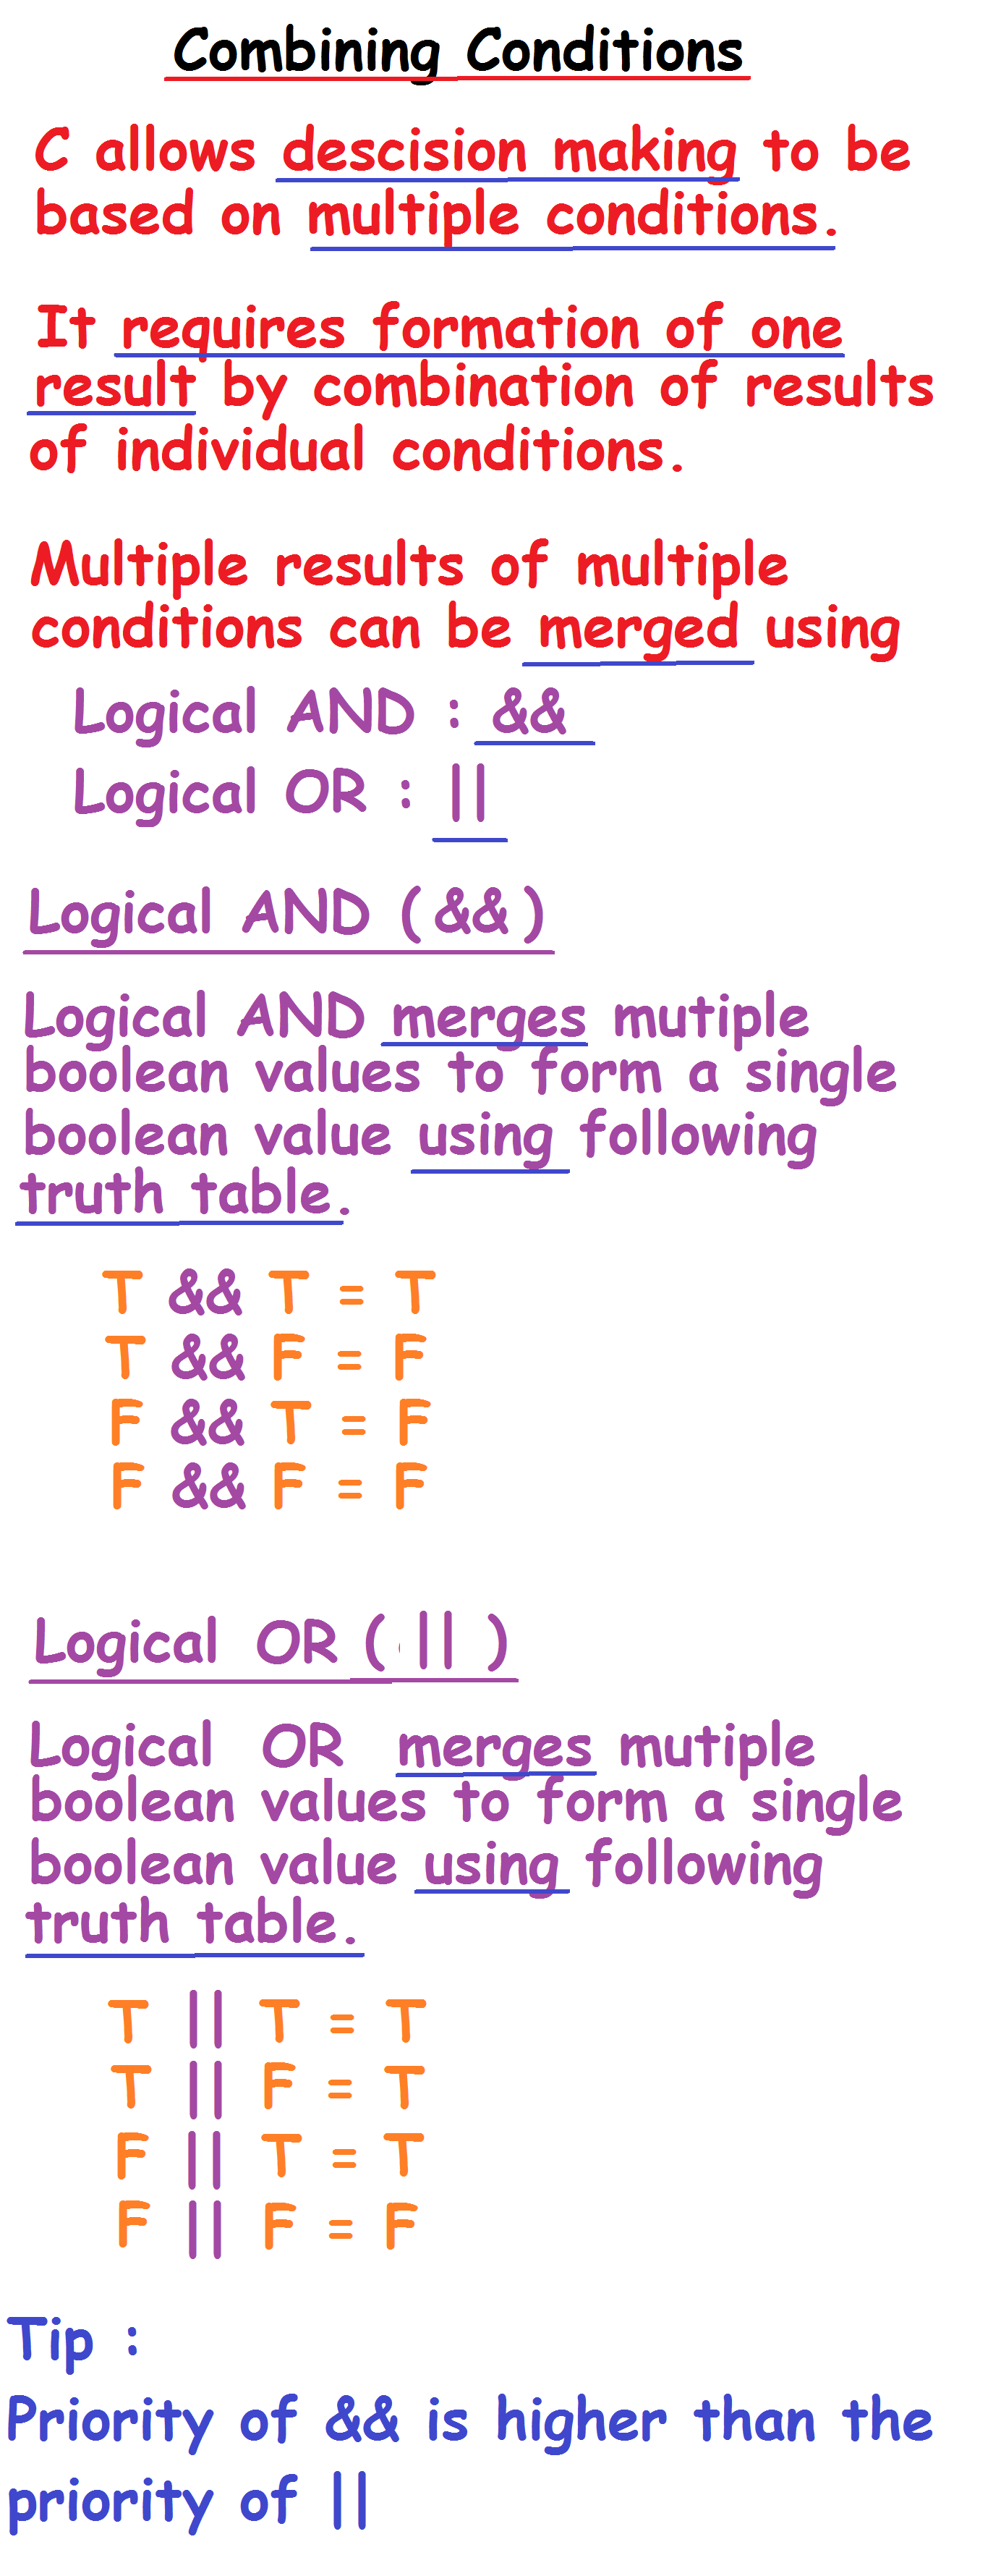 Combining Conditions
C allows descision making to be
based on multiple conditions.
It requires formation of one
result by combination of results
of individual conditions.
Multiple results of multiple
conditions can be merged using
Logical AND : &&
Logical OR : ||
Logical AND ( && )
Logical AND merges mutiple
boolean values to form a single
boolean value using following
truth table.
T && T = T
T && F = F
F && T = F
F && F = F
Logical OR ( || )
Logical OR merges mutiple
boolean values to form a single
boolean value using following
truth table.
T || T = T
T || F = T
F || T = T
F || F = F
Tip :
Priority of && is higher than the
priority of ||